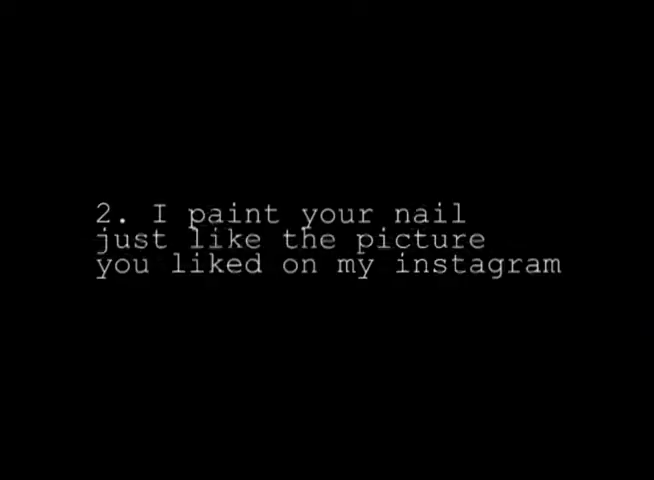 2. I paint your nail
just like the picture
you liked on my instagram